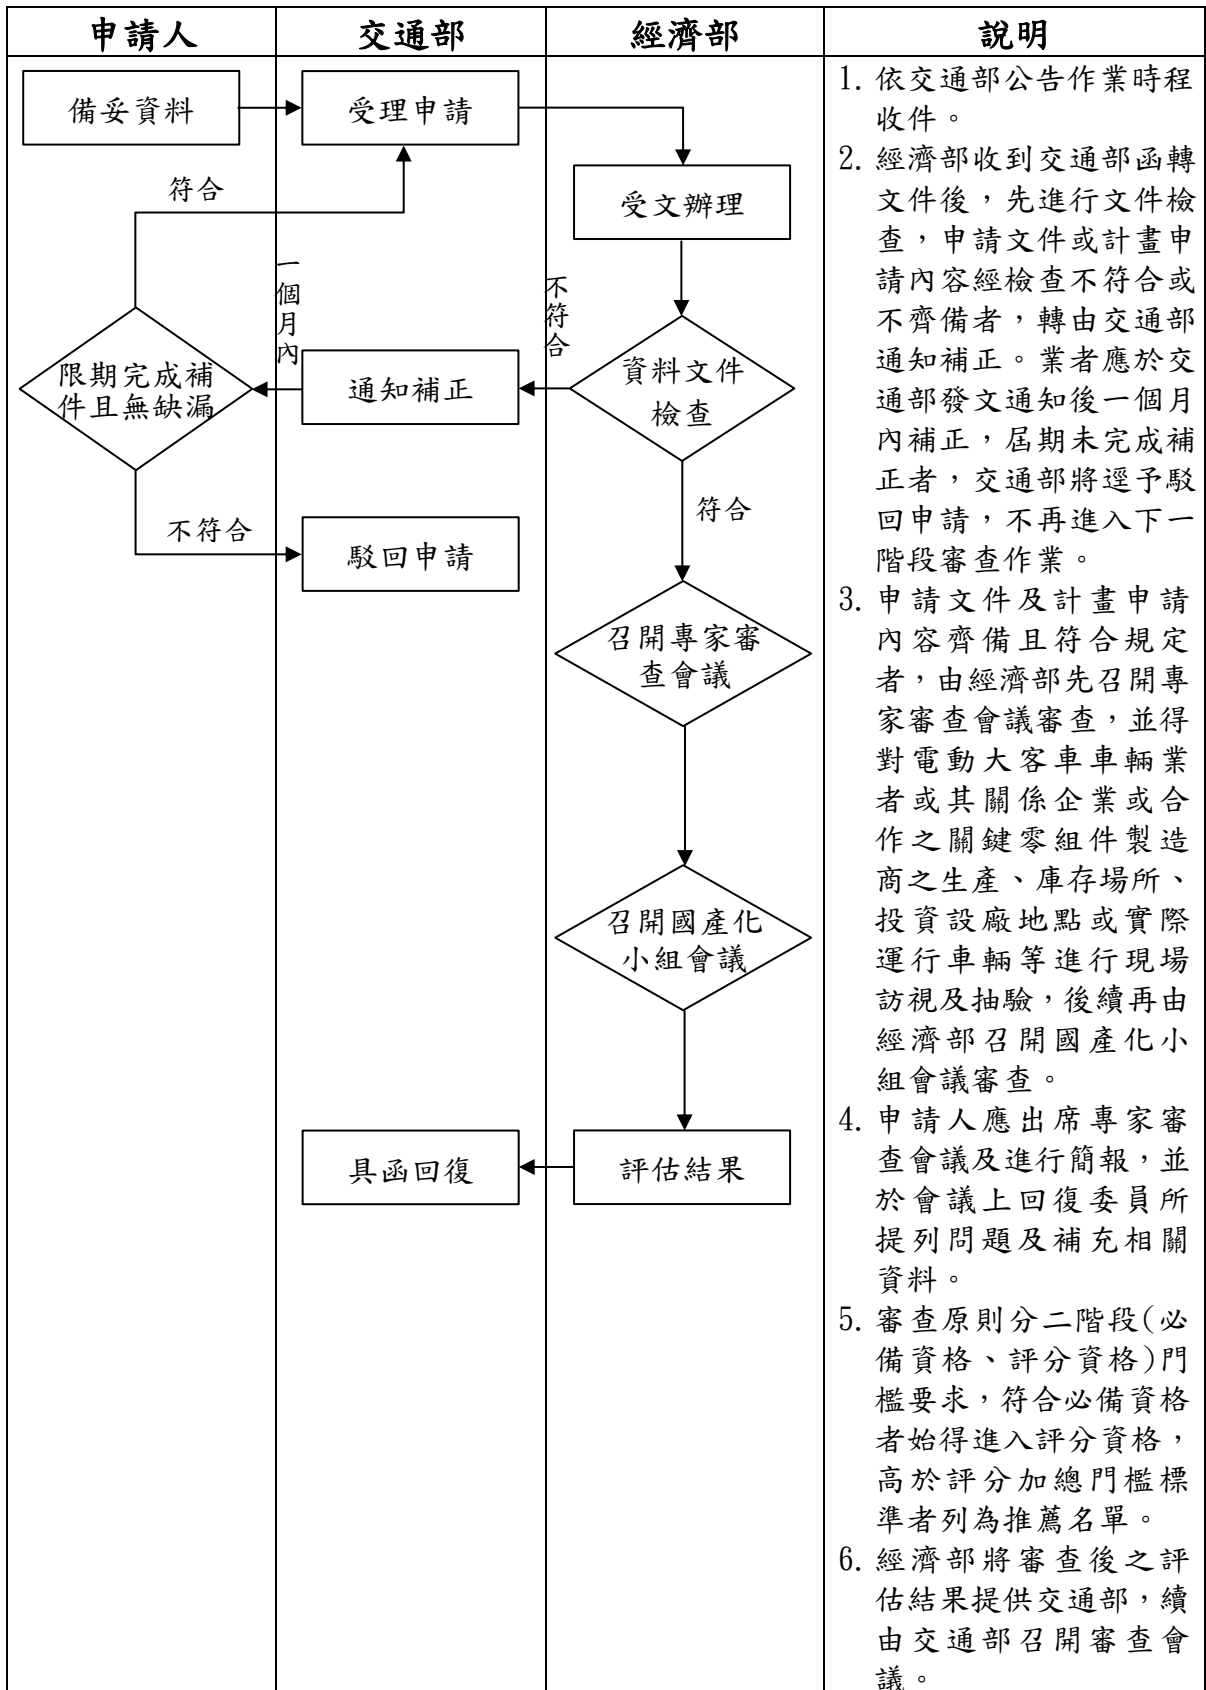 申請人
交通部
經濟部
說明
備妥資料
受理申請
受文辦理
符合
一個月內
不符合
限期完成補
件且無缺漏
通知補正
資料文件
檢查
不符合
駁回申請
符合
召開專家審
查會議
召開國產化
小組會議
具函回復
評估結果
1. 依交通部公告作業時程
收件。
2. 經濟部收到交通部函轉
文件後，先進行文件檢
查，申請文件或計畫申
請內容經檢查不符合或
不齊備者，轉由交通部
通知補正。業者應於交
通部發文通知後一個月
內補正，屆期未完成補
正者，交通部將逕予駁
回申請，不再進入下一
階段審查作業。
3. 申請文件及計畫申請
內容齊備且符合規定
者，由經濟部先召開專
家審查會議審查，並得
對電動大客車車輛業
者或其關係企業或合
作之關鍵零組件製造
商之生產、庫存場所、
投資設廠地點或實際
運行車輛等進行現場
訪視及抽驗，後續再由
經濟部召開國產化小
組會議審查。
4. 申請人應出席專家審
查會議及進行簡報，並
於會議上回復委員所
提列問題及補充相關
資料。
5. 審查原則分二階段(必
備資格、評分資格)門
檻要求，符合必備資格
者始得進入評分資格，
高於評分加總門檻標
準者列為推薦名單。
6. 經濟部將審查後之評
估結果提供交通部，續
由交通部召開審查會
議。